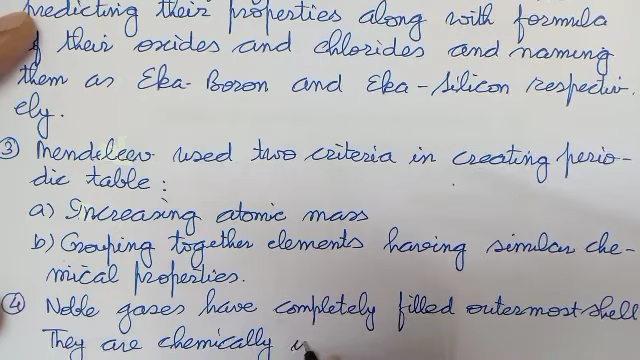 predicting their properties along with formula
of their oxides and chlorides and naming
them as Eka-Boron and Eka-Silicon respectiv-
ely.
③ Mendeleev used two criteria in creating perio-
dic table :
a) Increasing atomic mass
b) Grouping together elements having similar che-
mical properties.
④ Noble gases have completely filled outermost shell
They are chemically